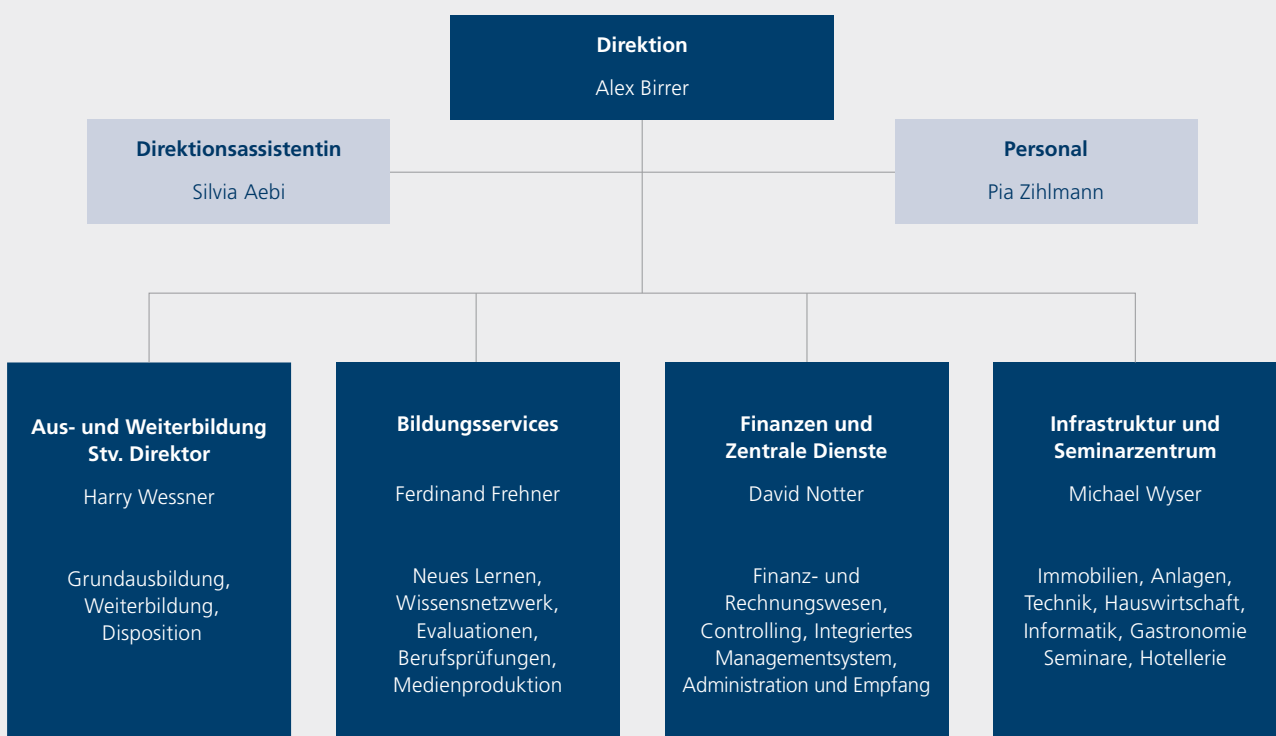 Direktion
Alex Birrer
Direktionsassistentin
Silvia Aebi
Personal
Pia Zihlmann
Aus- und Weiterbildung
Stv. Direktor
Harry Wessner
Grundausbildung,
Weiterbildung,
Disposition
Bildungsservices
Ferdinand Frehner
Neues Lernen,
Wissensnetzwerk,
Evaluationen,
Berufsprüfungen,
Medienproduktion
Finanzen und
Zentrale Dienste
David Notter
Finanz- und
Rechnungswesen,
Controlling, Integriertes
Managementsystem,
Administration und Empfang
Infrastruktur und
Seminarzentrum
Michael Wyser
Immobilien, Anlagen,
Technik, Hauswirtschaft,
Informatik, Gastronomie
Seminare, Hotellerie